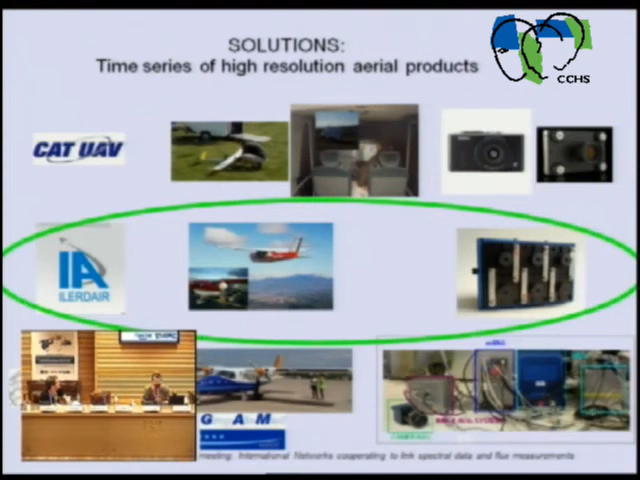 SOLUTIONS:
Time series of high resolution aerial products
CCHS
CAT UAV
IA
ILERDAIR
G A M
meeting: International Networks cooperating to link spectral data and flux measurements